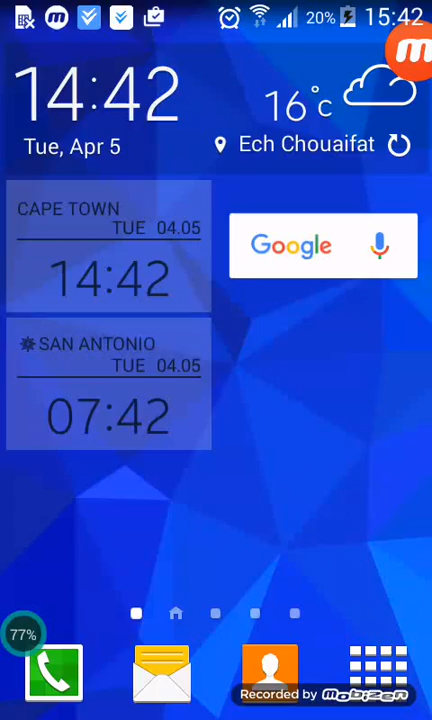 20% 15:42
14:42
16°c
Tue, Apr 5
Ech Chouaifat
CAPE TOWN
TUE 04.05
14:42
Google
SAN ANTONIO
TUE 04.05
07:42
77%
Recorded by mobizen